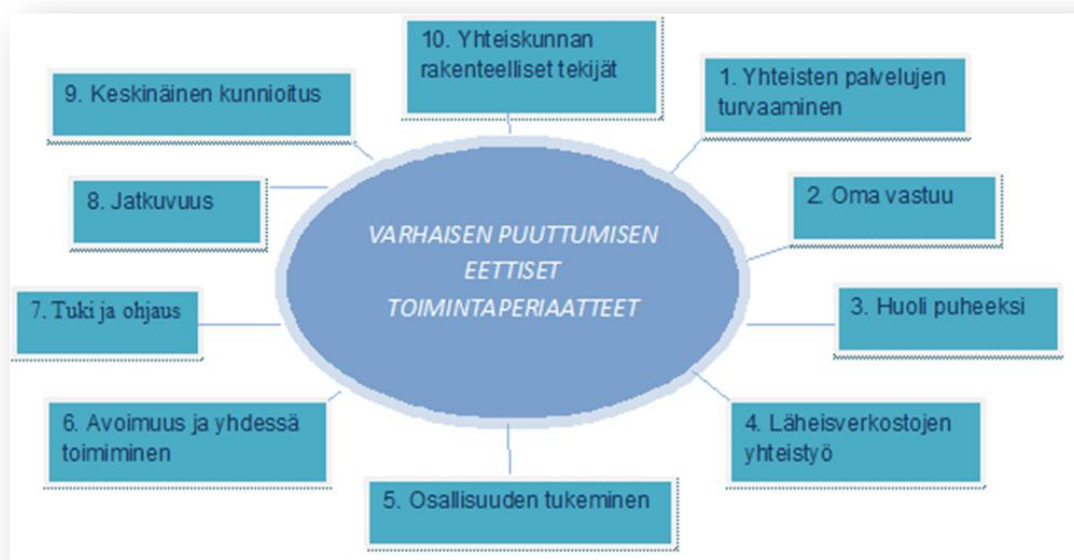 VARHAISEN PUUTTUMISEN
EETTISET
TOIMINTAPERIAATTEET
1. Yhteisten palvelujen
turvaaminen
2. Oma vastuu
3. Huoli puheeksi
4. Läheisverkostojen
yhteistyö
5. Osallisuuden tukeminen
6. Avoimuus ja yhdessä
toimiminen
7. Tuki ja ohjaus
8. Jatkuvuus
9. Keskinäinen kunnioitus
10. Yhteiskunnan
rakenteelliset tekijät